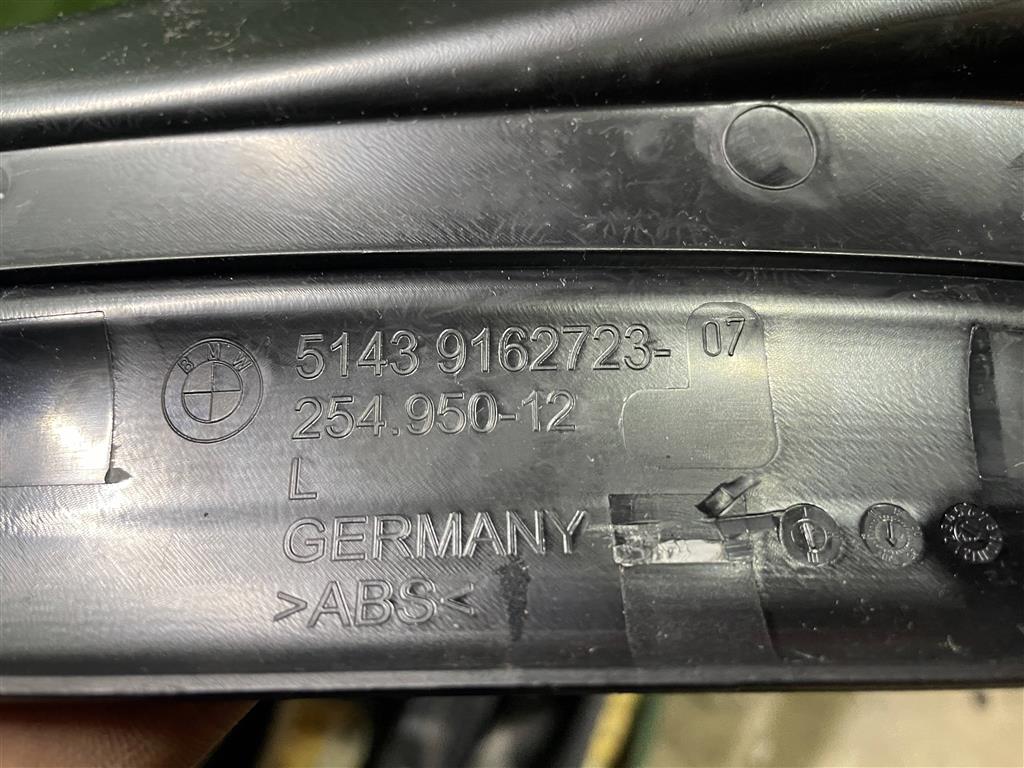 BMW
5143 9162723-07
254.950-12
L
GERMANY
>ABS<